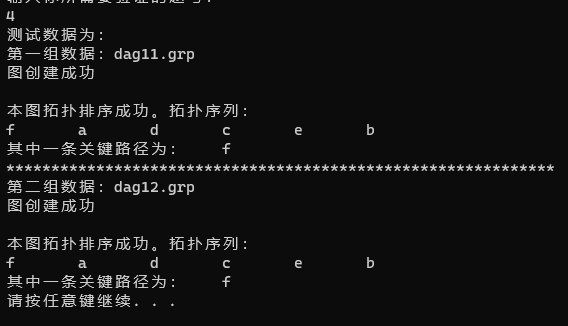 4
测试数据为:
第一组数据: dag11.grp
图创建成功
本图拓扑排序成功。拓扑序列:
f a d c e b
其中一条关键路径为: f
*************************************************************
第二组数据: dag12.grp
图创建成功
本图拓扑排序成功。拓扑序列:
f a d c e b
其中一条关键路径为: f
请按任意键继续. . .